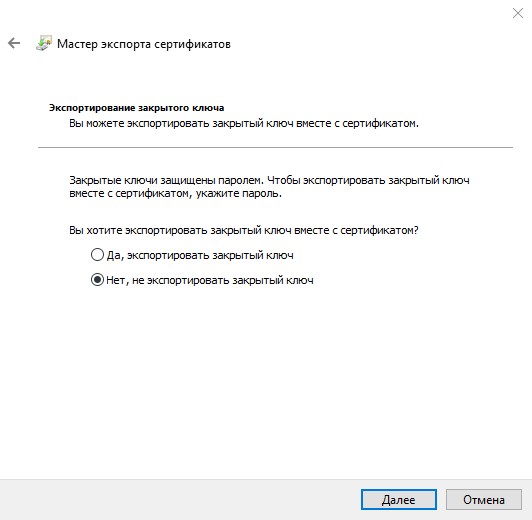 Мастер экспорта сертификатов
Экспортирование закрытого ключа
Вы можете экспортировать закрытый ключ вместе с сертификатом.
Закрытые ключи защищены паролем. Чтобы экспортировать закрытый ключ
вместе с сертификатом, укажите пароль.
Вы хотите экспортировать закрытый ключ вместе с сертификатом?
Да, экспортировать закрытый ключ
Нет, не экспортировать закрытый ключ
Далее
Отмена